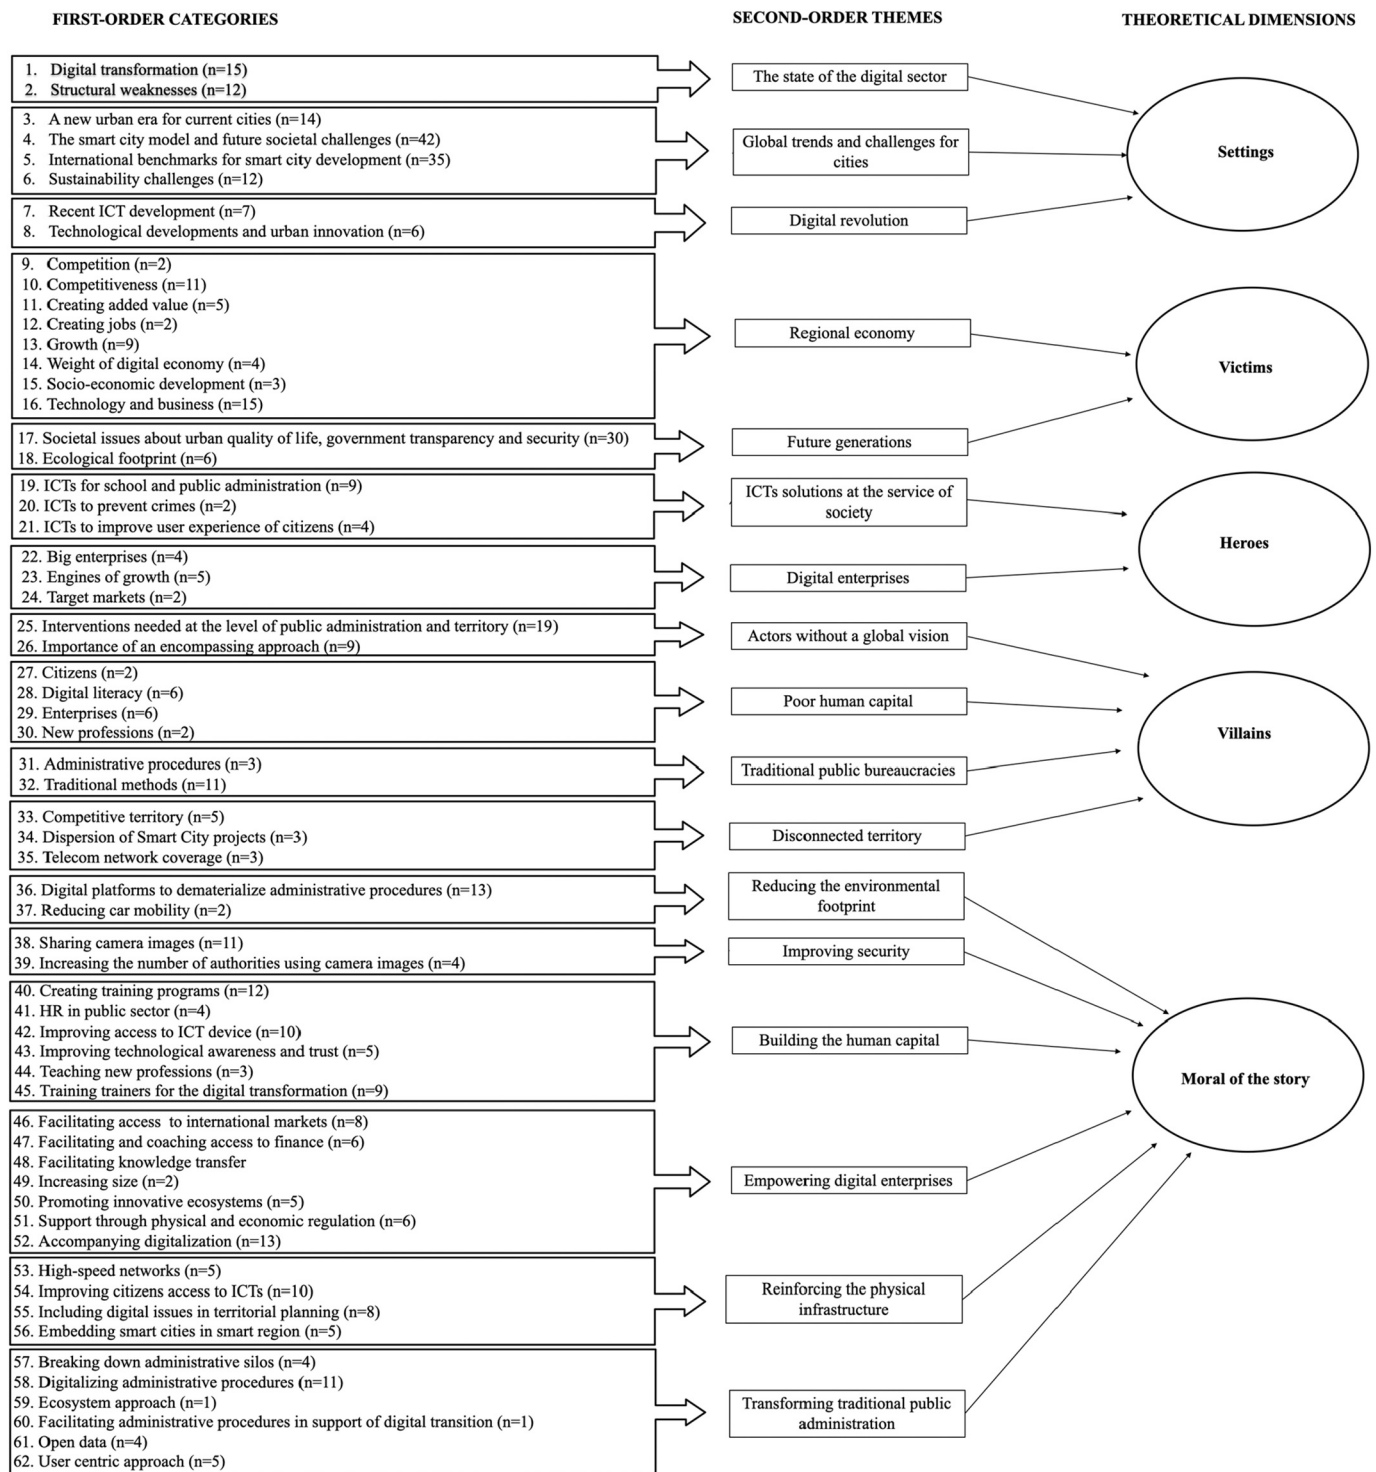 FIRST-ORDER CATEGORIES
SECOND-ORDER THEMES
THEORETICAL DIMENSIONS
1. Digital transformation (n=15)
2. Structural weaknesses (n=12)
The state of the digital sector
3. A new urban era for current cities (n=14)
4. The smart city model and future societal challenges (n=42)
5. International benchmarks for smart city development (n=35)
6. Sustainability challenges (n=12)
Global trends and challenges for
cities
Settings
7. Recent ICT development (n=7)
8. Technological developments and urban innovation (n=6)
Digital revolution
9. Competition (n=2)
10. Competitiveness (n=11)
11. Creating added value (n=5)
12. Creating jobs (n=2)
13. Growth (n=9)
14. Weight of digital economy (n=4)
15. Socio-economic development (n=3)
16. Technology and business (n=15)
Regional economy
Victims
17. Societal issues about urban quality of life, government transparency and security (n=30)
18. Ecological footprint (n=6)
Future generations
19. ICTs for school and public administration (n=9)
20. ICTs to prevent crimes (n=2)
21. ICTs to improve user experience of citizens (n=4)
ICTs solutions at the service of
society
Heroes
22. Big enterprises (n=4)
23. Engines of growth (n=5)
24. Target markets (n=2)
Digital enterprises
25. Interventions needed at the level of public administration and territory (n=19)
26. Importance of an encompassing approach (n=9)
Actors without a global vision
27. Citizens (n=2)
28. Digital literacy (n=6)
29. Enterprises (n=6)
30. New professions (n=2)
Poor human capital
Villains
31. Administrative procedures (n=3)
32. Traditional methods (n=11)
Traditional public bureaucracies
33. Competitive territory (n=5)
34. Dispersion of Smart City projects (n=3)
35. Telecom network coverage (n=3)
Disconnected territory
36. Digital platforms to dematerialize administrative procedures (n=13)
37. Reducing car mobility (n=2)
Reducing the environmental
footprint
38. Sharing camera images (n=11)
39. Increasing the number of authorities using camera images (n=4)
Improving security
40. Creating training programs (n=12)
41. HR in public sector (n=4)
42. Improving access to ICT device (n=10)
43. Improving technological awareness and trust (n=5)
44. Teaching new professions (n=3)
45. Training trainers for the digital transformation (n=9)
Building the human capital
Moral of the story
46. Facilitating access to international markets (n=8)
47. Facilitating and coaching access to finance (n=6)
48. Facilitating knowledge transfer
49. Increasing size (n=2)
50. Promoting innovative ecosystems (n=5)
51. Support through physical and economic regulation (n=6)
52. Accompanying digitalization (n=13)
Empowering digital enterprises
53. High-speed networks (n=5)
54. Improving citizens access to ICTs (n=10)
55. Including digital issues in territorial planning (n=8)
56. Embedding smart cities in smart region (n=5)
Reinforcing the physical
infrastructure
57. Breaking down administrative silos (n=4)
58. Digitalizing administrative procedures (n=11)
59. Ecosystem approach (n=1)
60. Facilitating administrative procedures in support of digital transition (n=1)
61. Open data (n=4)
62. User centric approach (n=5)
Transforming traditional public
administration